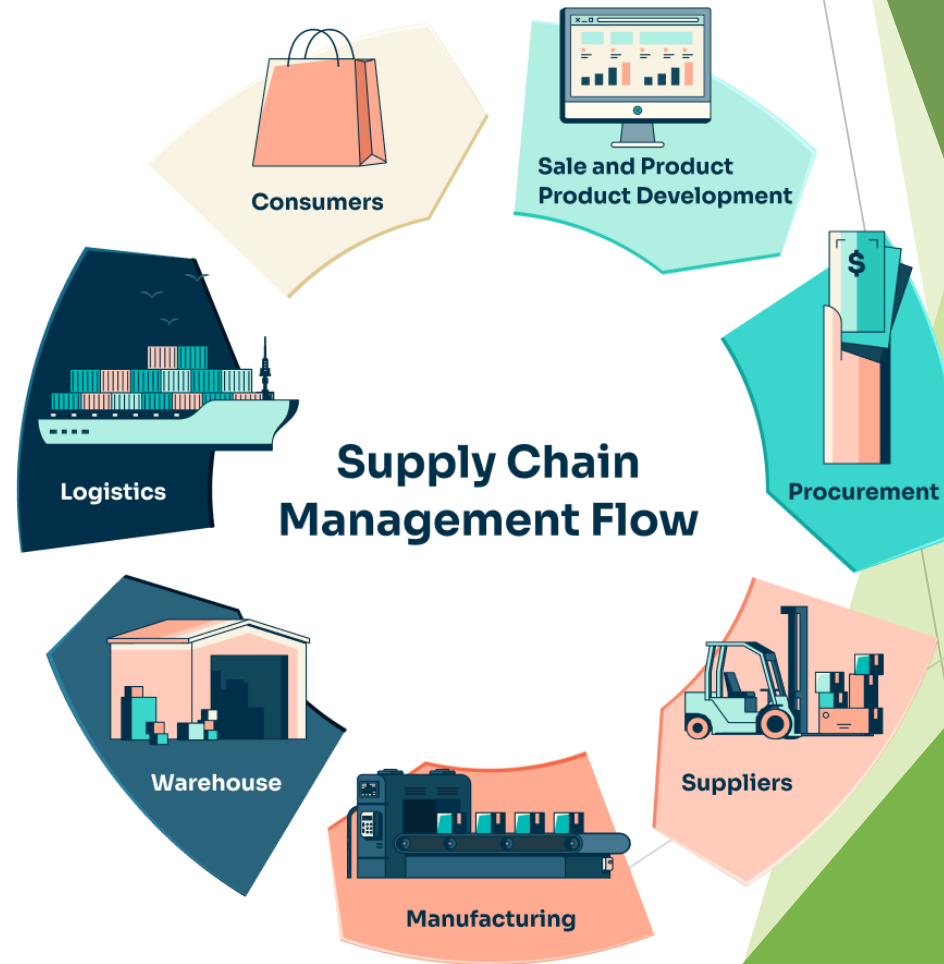 Consumers
Sale and Product
Product Development
$
Procurement
Logistics
Supply Chain
Management Flow
Suppliers
Warehouse
Manufacturing